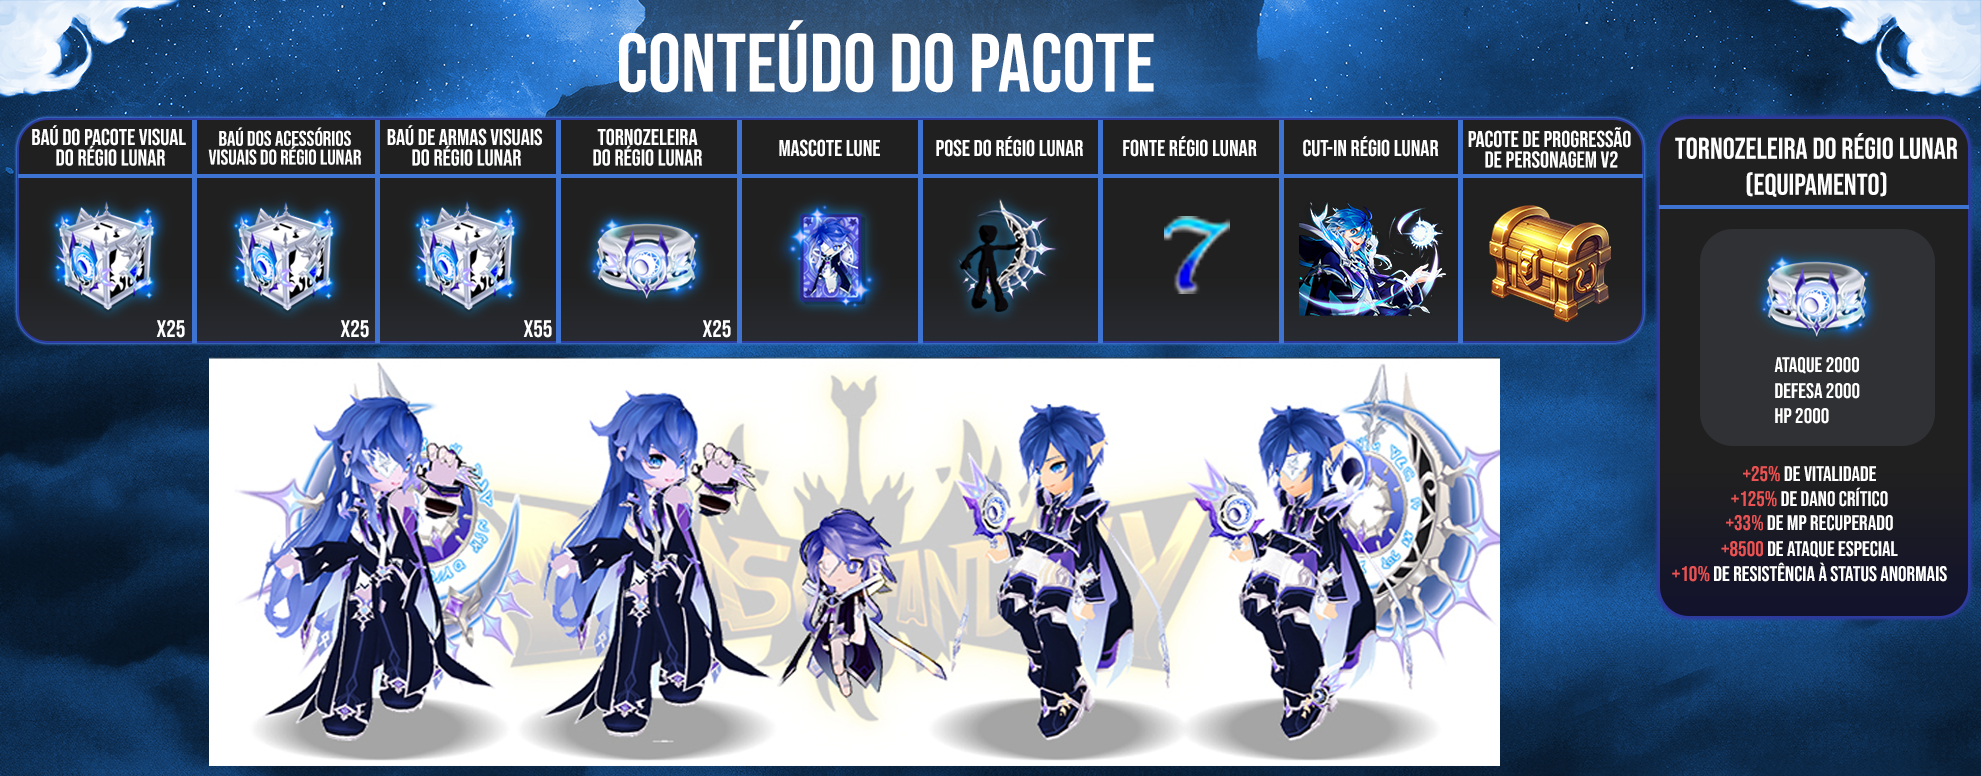 CONTEÚDO DO PACOTE
BAÚ DO PACOTE VISUAL
DO RÉGIO LUNAR
X25
BAÚ DOS ACESSÓRIOS
VISUAIS DO RÉGIO LUNAR
X25
BAÚ DE ARMAS VISUAIS
DO RÉGIO LUNAR
X55
TORNOZELEIRA
DO RÉGIO LUNAR
X25
MASCOTE LUNE
POSE DO RÉGIO LUNAR
FONTE RÉGIO LUNAR
7
CUT-IN RÉGIO LUNAR
PACOTE DE PROGRESSÃO
DE PERSONAGEM V2
TORNOZELEIRA DO RÉGIO LUNAR
(EQUIPAMENTO)
ATAQUE 2000
DEFESA 2000
HP 2000
+25% DE VITALIDADE
+125% DE DANO CRÍTICO
+33% DE MP RECUPERADO
+8500 DE ATAQUE ESPECIAL
+10% DE RESISTÊNCIA À STATUS ANORMAIS